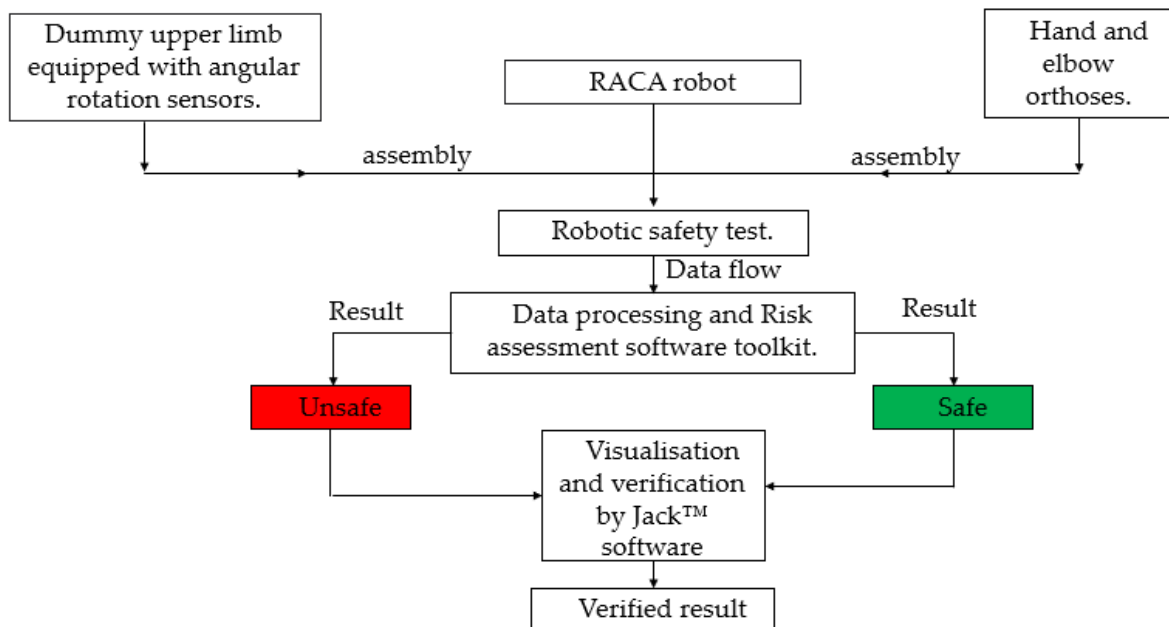 Dummy upper limb
equipped with angular
rotation sensors.
RACA robot
Hand and
elbow
orthoses.
assembly
assembly
Robotic safety test.
Data flow
Result
Data processing and Risk
assessment software toolkit.
Result
Unsafe
Safe
Visualisation
and verification
by Jack™
software
Verified result